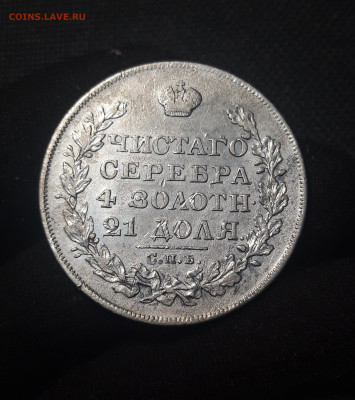 COINS.LAVE.RU
ЧИСТАГО
СЕРЕБРА
4 ЗОЛОТН.
21 ДОЛЯ.
С.П.Б.